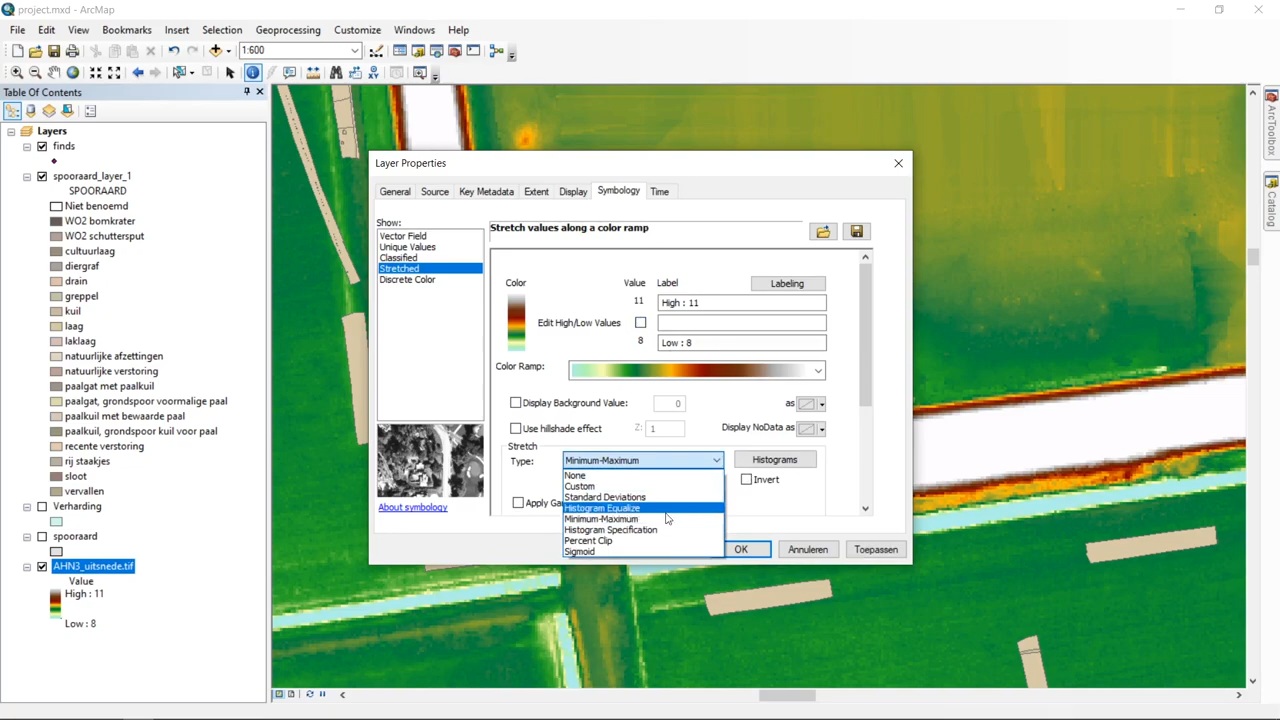 project.mxd - ArcMap
File Edit View Bookmarks Insert Selection Geoprocessing Customize Windows Help
1:600
Table Of Contents
Layers
finds
spooraard_layer_1
SPOORAARD
Niet benoemd
WO2 bomkrater
WO2 schuttersput
cultuurlaag
diergraf
drain
greppel
kuil
laag
laklaag
natuurlijke afzettingen
natuurlijke verstoring
paalgat met paalkuil
paalgat, grondspoor voormalige paal
paalkuil met bewaarde paal
paalkuil, grondspoor kuil voor paal
recente verstoring
rij staakjes
sloot
vervallen
Verharding
spooraard
AHN3_uitsnede.tif
Value
High : 11
Low : 8
Layer Properties
General Source Key Metadata Extent Display Symbology Time
Show:
Vector Field
Unique Values
Classified
Stretched
Discrete Color
About symbology
Stretch values along a color ramp
Color Value Label Labeling
11 High : 11
Edit High/Low Values
8 Low : 8
Color Ramp:
Display Background Value: 0 as
Use hillshade effect Z: 1 Display NoData as
Stretch
Type: Minimum-Maximum Histograms
Invert
Apply Ga
None
Custom
Standard Deviations
Histogram Equalize
Minimum-Maximum
Histogram Specification
Percent Clip
Sigmoid
OK Annuleren Toepassen
ArcToolbox
Catalog